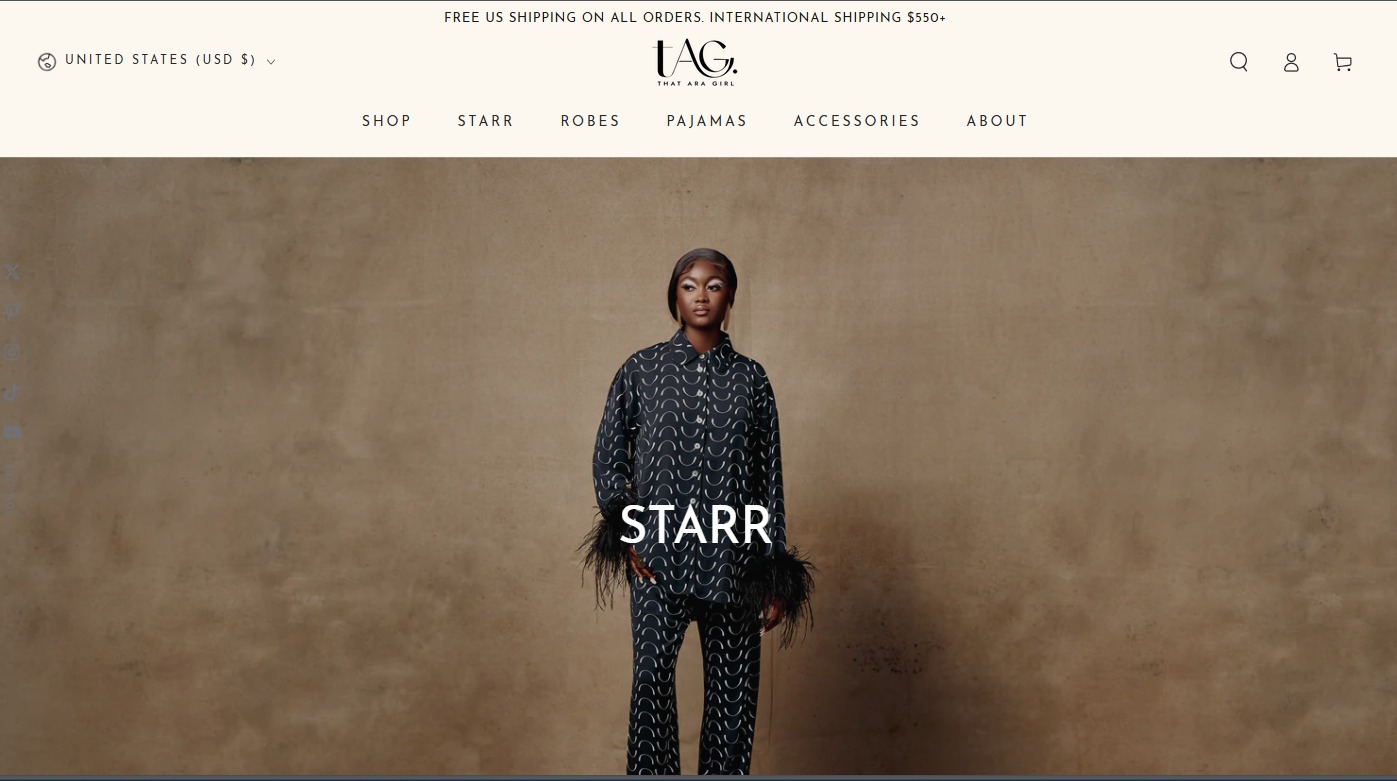 FREE US SHIPPING ON ALL ORDERS. INTERNATIONAL SHIPPING $550+
UNITED STATES (USD $)
tAG.
THAT ARA GIRL
SHOP STARR ROBES PAJAMAS ACCESSORIES ABOUT
STARR